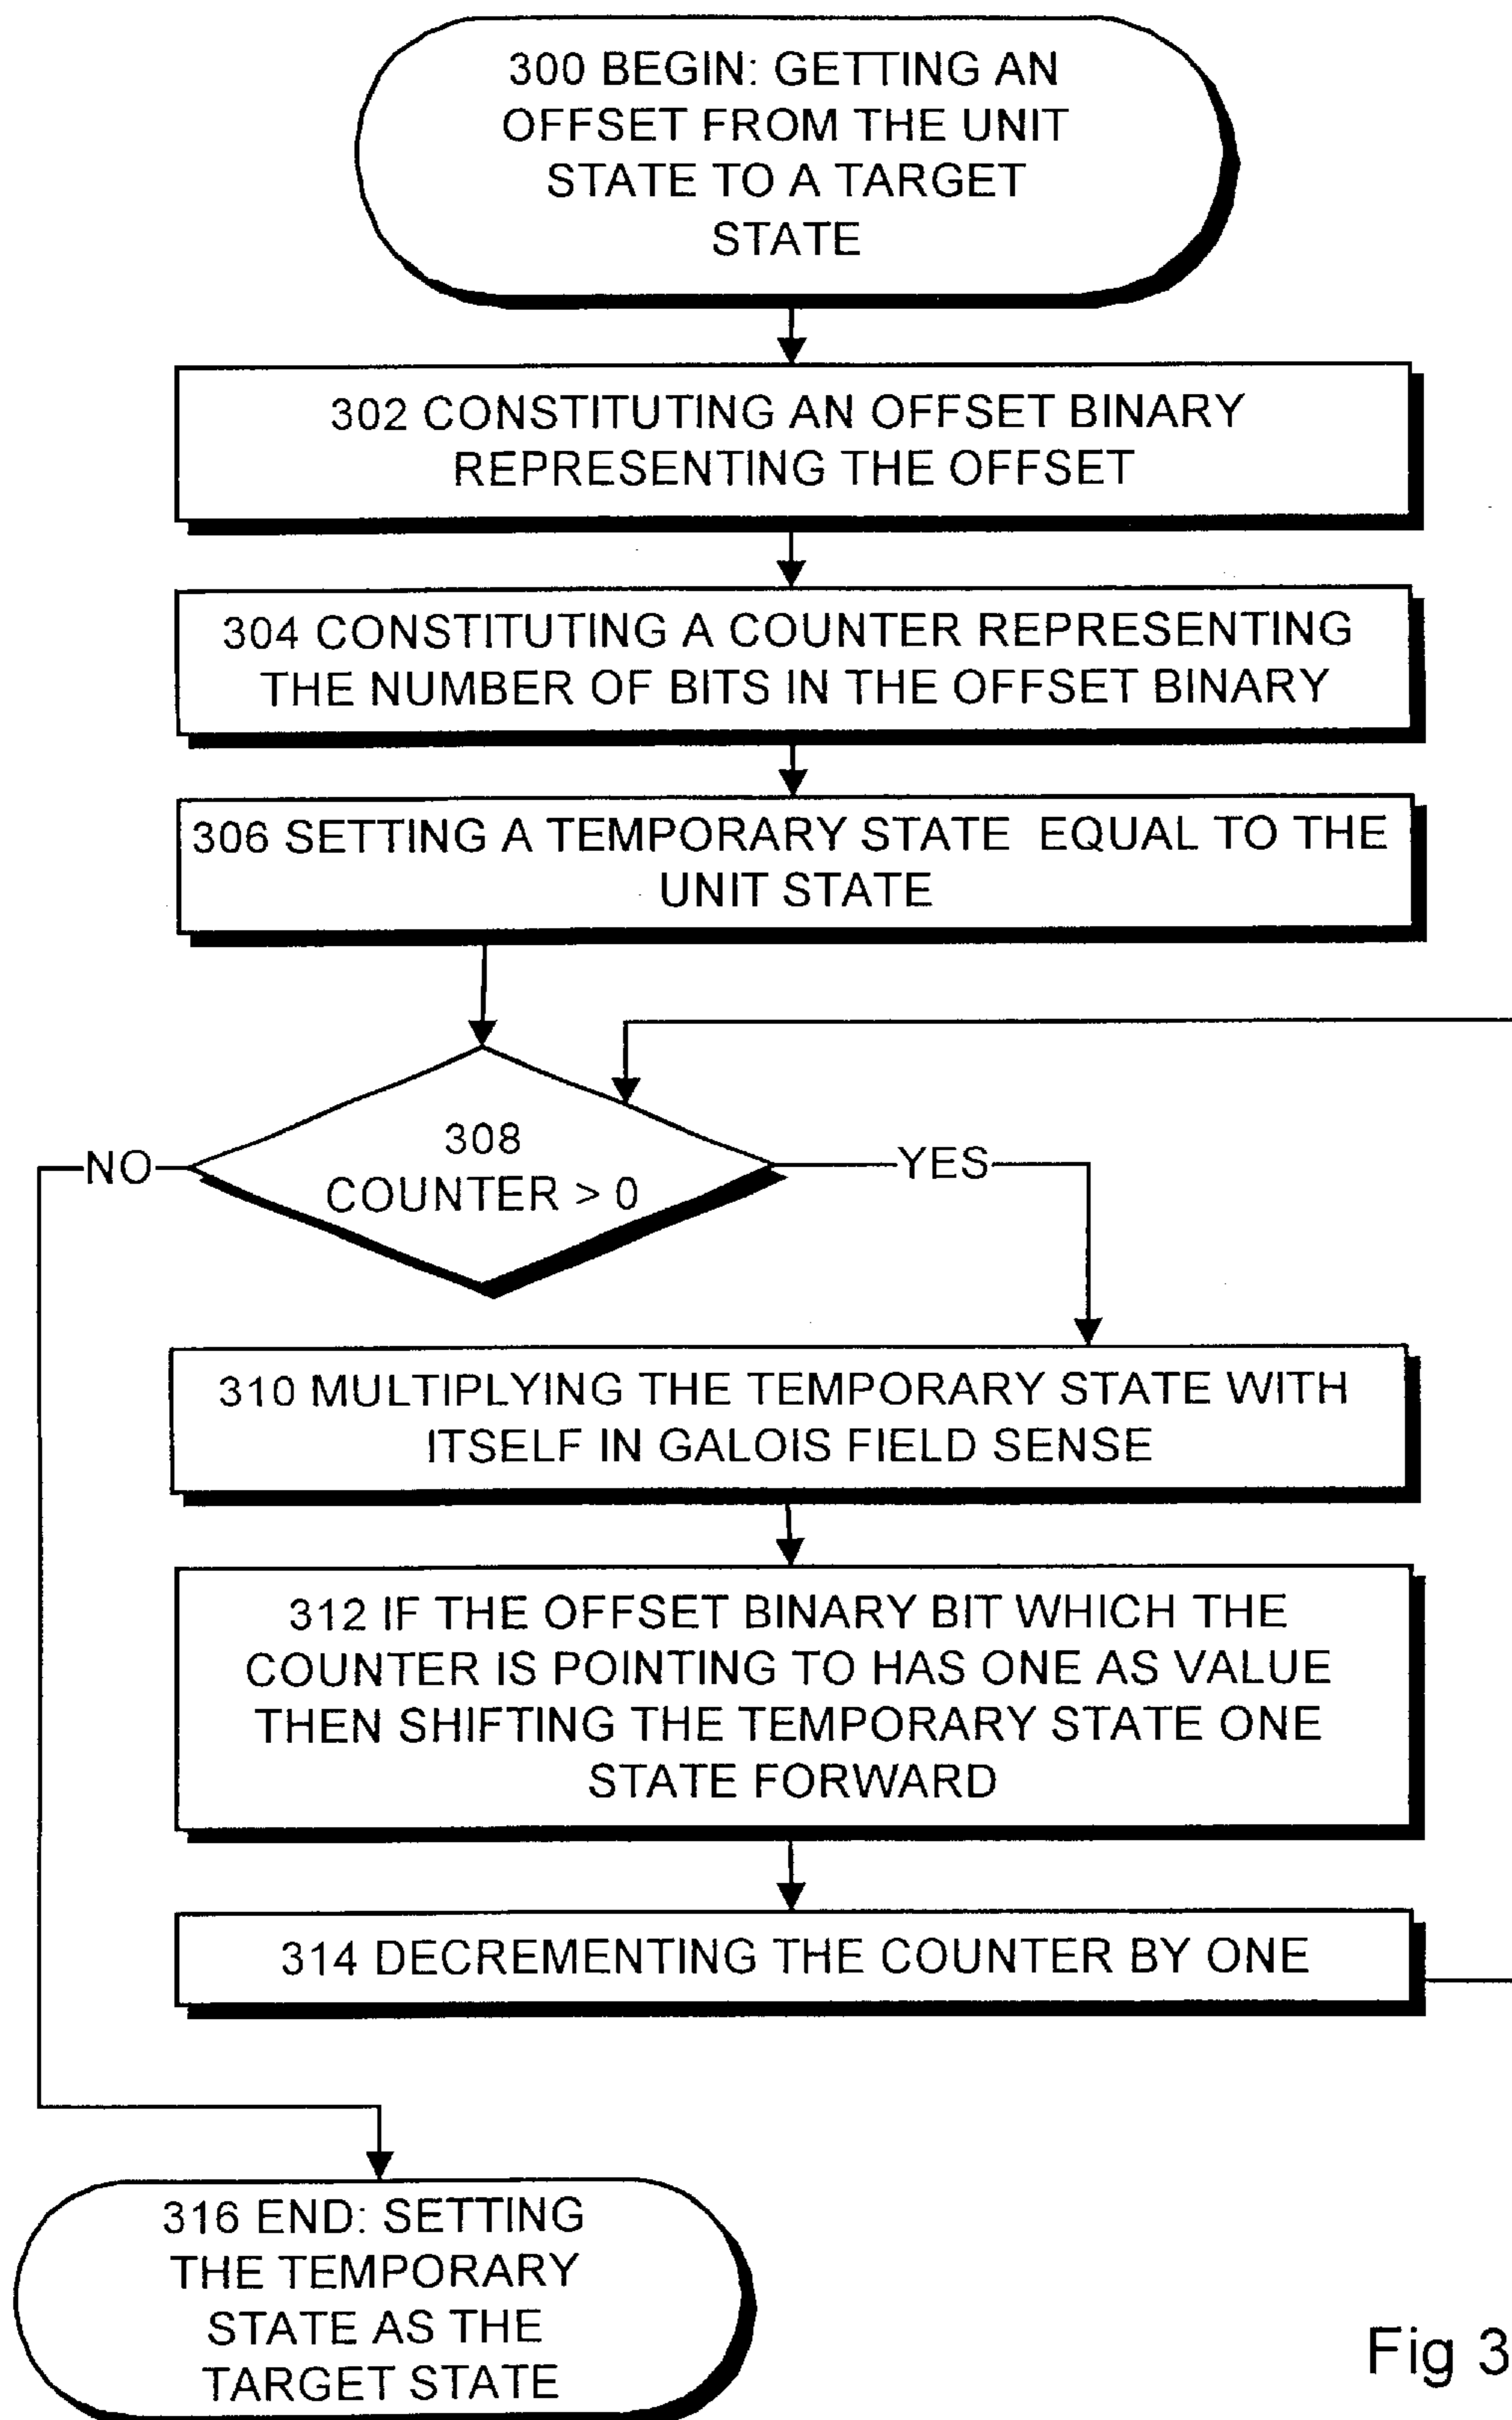 300 BEGIN: GETTING AN
OFFSET FROM THE UNIT
STATE TO A TARGET
STATE
302 CONSTITUTING AN OFFSET BINARY
REPRESENTING THE OFFSET
304 CONSTITUTING A COUNTER REPRESENTING
THE NUMBER OF BITS IN THE OFFSET BINARY
306 SETTING A TEMPORARY STATE EQUAL TO THE
UNIT STATE
308
COUNTER > 0
NO
YES
310 MULTIPLYING THE TEMPORARY STATE WITH
ITSELF IN GALOIS FIELD SENSE
312 IF THE OFFSET BINARY BIT WHICH THE
COUNTER IS POINTING TO HAS ONE AS VALUE
THEN SHIFTING THE TEMPORARY STATE ONE
STATE FORWARD
314 DECREMENTING THE COUNTER BY ONE
316 END: SETTING
THE TEMPORARY
STATE AS THE
TARGET STATE
Fig 3